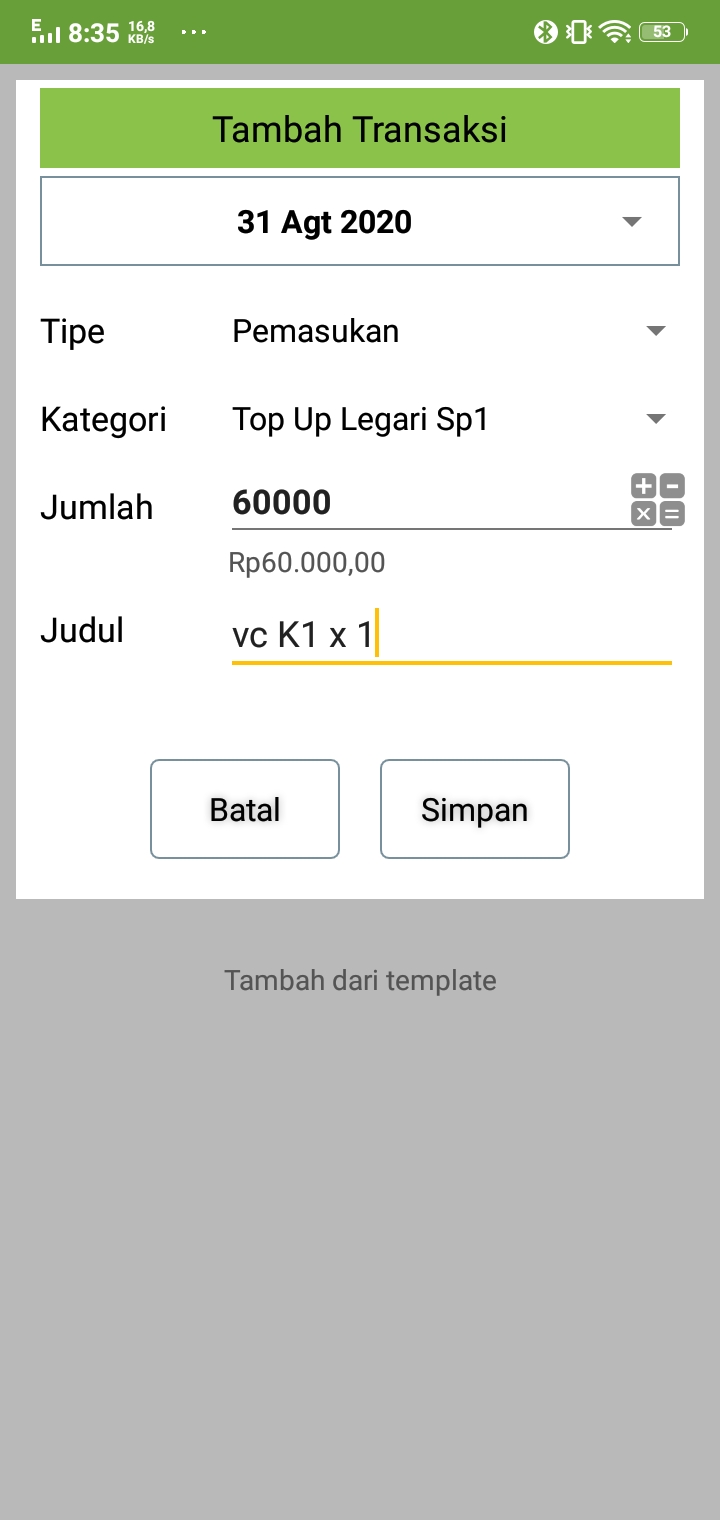 E 8:35 16,8 KB/s ... 53
Tambah Transaksi
31 Agt 2020
Tipe Pemasukan
Kategori Top Up Legari Sp1
Jumlah 60000
Rp60.000,00
Judul vc K1 x 1
Batal Simpan
Tambah dari template